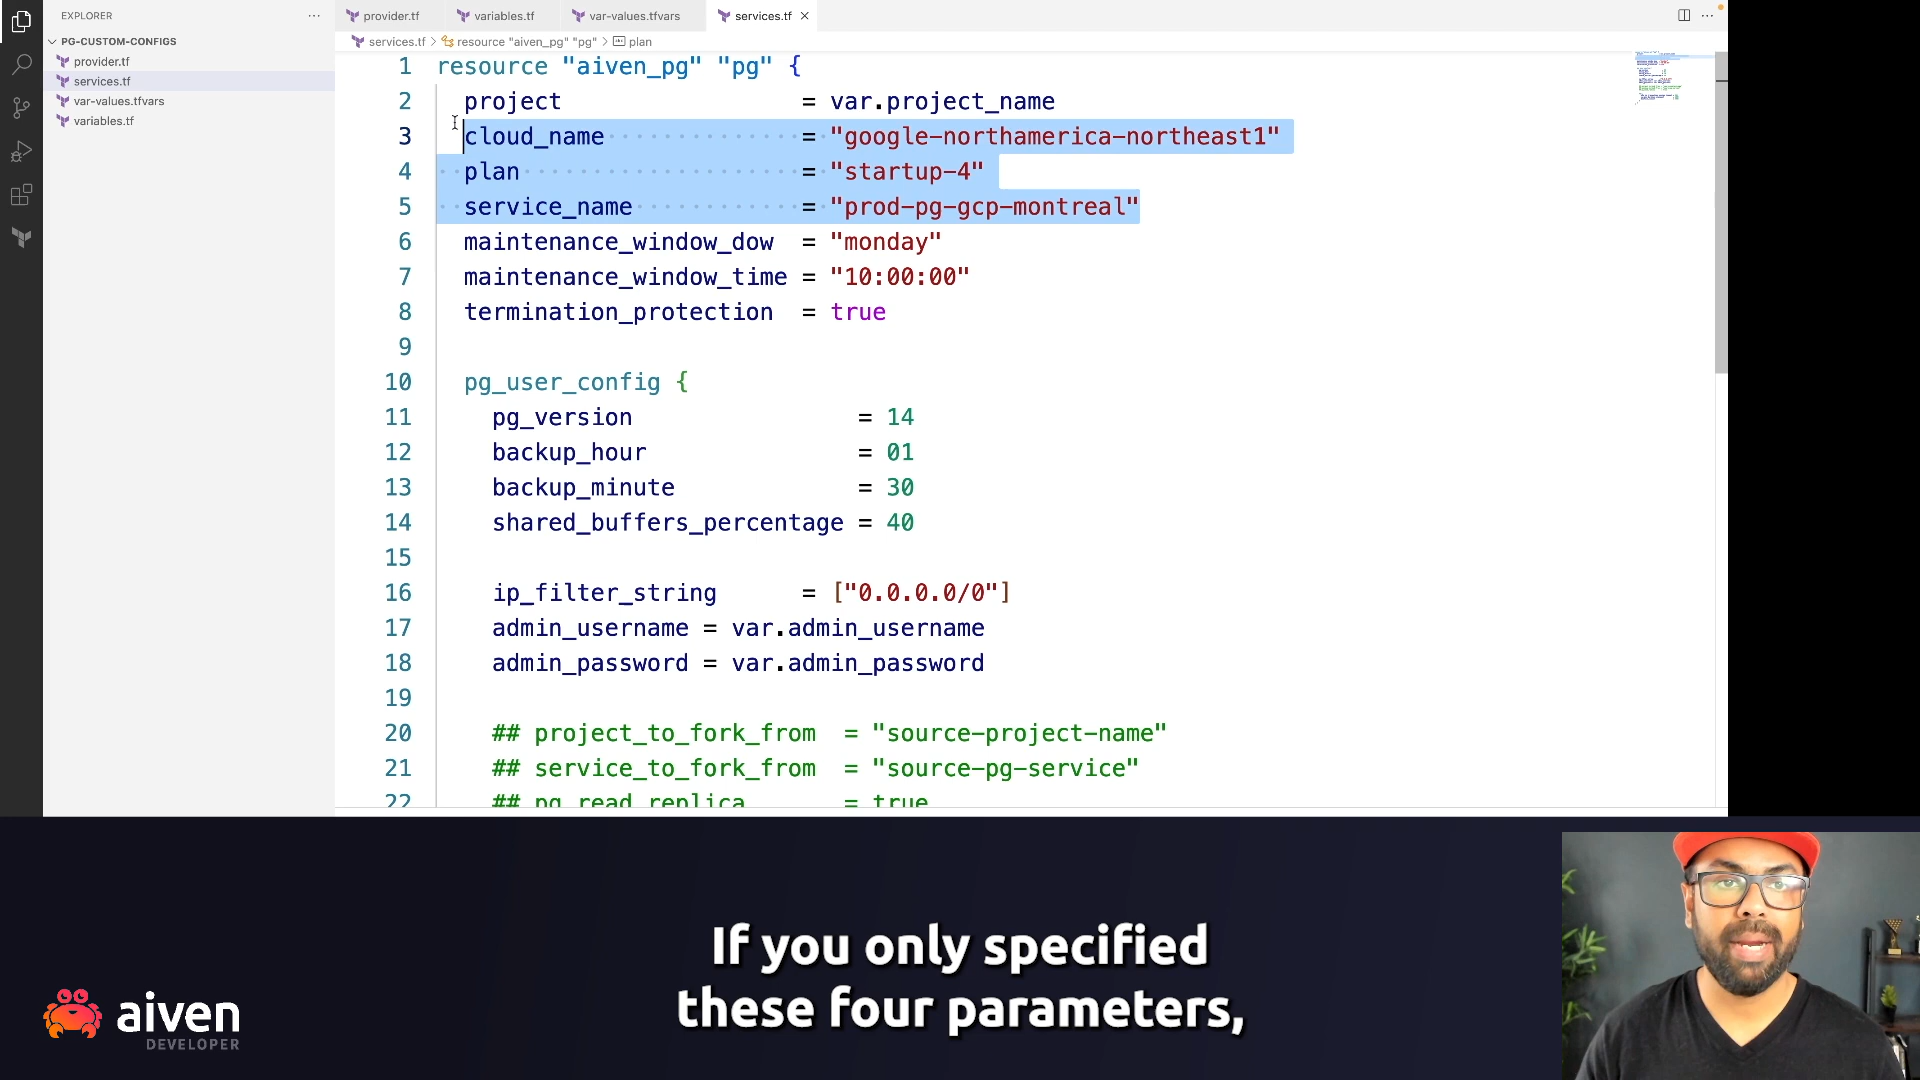 EXPLORER
provider.tf
variables.tf
var-values.tfvars
services.tf
PG-CUSTOM-CONFIGS
provider.tf
services.tf
var-values.tfvars
variables.tf
services.tf > resource "aiven_pg" "pg" > plan
1 resource "aiven_pg" "pg" {
2 project = var.project_name
3 cloud_name = "google-northamerica-northeast1"
4 plan = "startup-4"
5 service_name = "prod-pg-gcp-montreal"
6 maintenance_window_dow = "monday"
7 maintenance_window_time = "10:00:00"
8 termination_protection = true
9
10 pg_user_config {
11 pg_version = 14
12 backup_hour = 01
13 backup_minute = 30
14 shared_buffers_percentage = 40
15
16 ip_filter_string = ["0.0.0.0/0"]
17 admin_username = var.admin_username
18 admin_password = var.admin_password
19
20 ## project_to_fork_from = "source-project-name"
21 ## service_to_fork_from = "source-pg-service"
22 ## pg_read_replica = true
If you only specified
these four parameters,
aiven
DEVELOPER